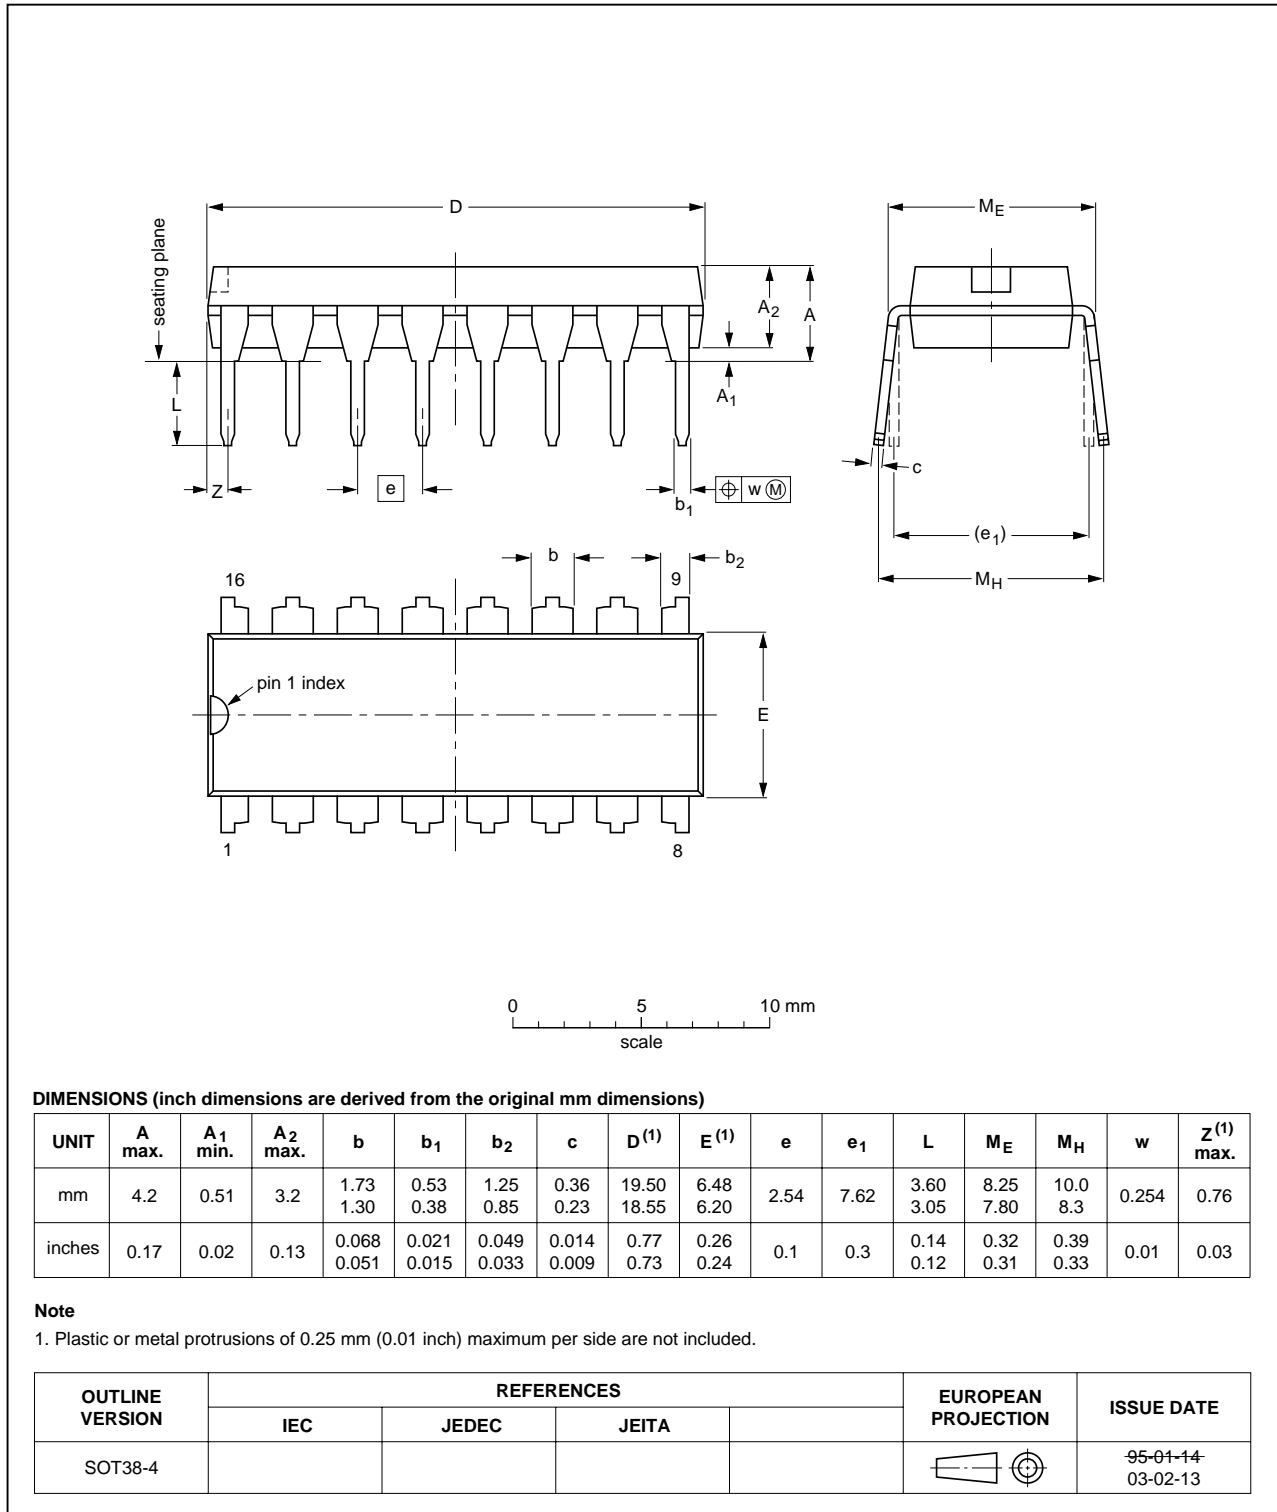 D
M_E
seating plane
A_2
A
L
A_1
c
Z
e
b_1
w M
(e_1)
M_H
b
b_2
16
9
pin 1 index
E
1
8
0 5 10 mm
scale
DIMENSIONS (inch dimensions are derived from the original mm dimensions)
UNIT A max. A1 min. A2 max. b b1 b2 c D(1) E(1) e e1 L ME MH w Z(1) max.
mm 4.2 0.51 3.2 1.73 1.30 0.53 0.38 1.25 0.85 0.36 0.23 19.50 18.55 6.48 6.20 2.54 7.62 3.60 3.05 8.25 7.80 10.0 8.3 0.254 0.76
inches 0.17 0.02 0.13 0.068 0.051 0.021 0.015 0.049 0.033 0.014 0.009 0.77 0.73 0.26 0.24 0.1 0.3 0.14 0.12 0.32 0.31 0.39 0.33 0.01 0.03
Note
1. Plastic or metal protrusions of 0.25 mm (0.01 inch) maximum per side are not included.
OUTLINE VERSION REFERENCES EUROPEAN PROJECTION ISSUE DATE
IEC JEDEC JEITA
SOT38-4 95-01-14
03-02-13